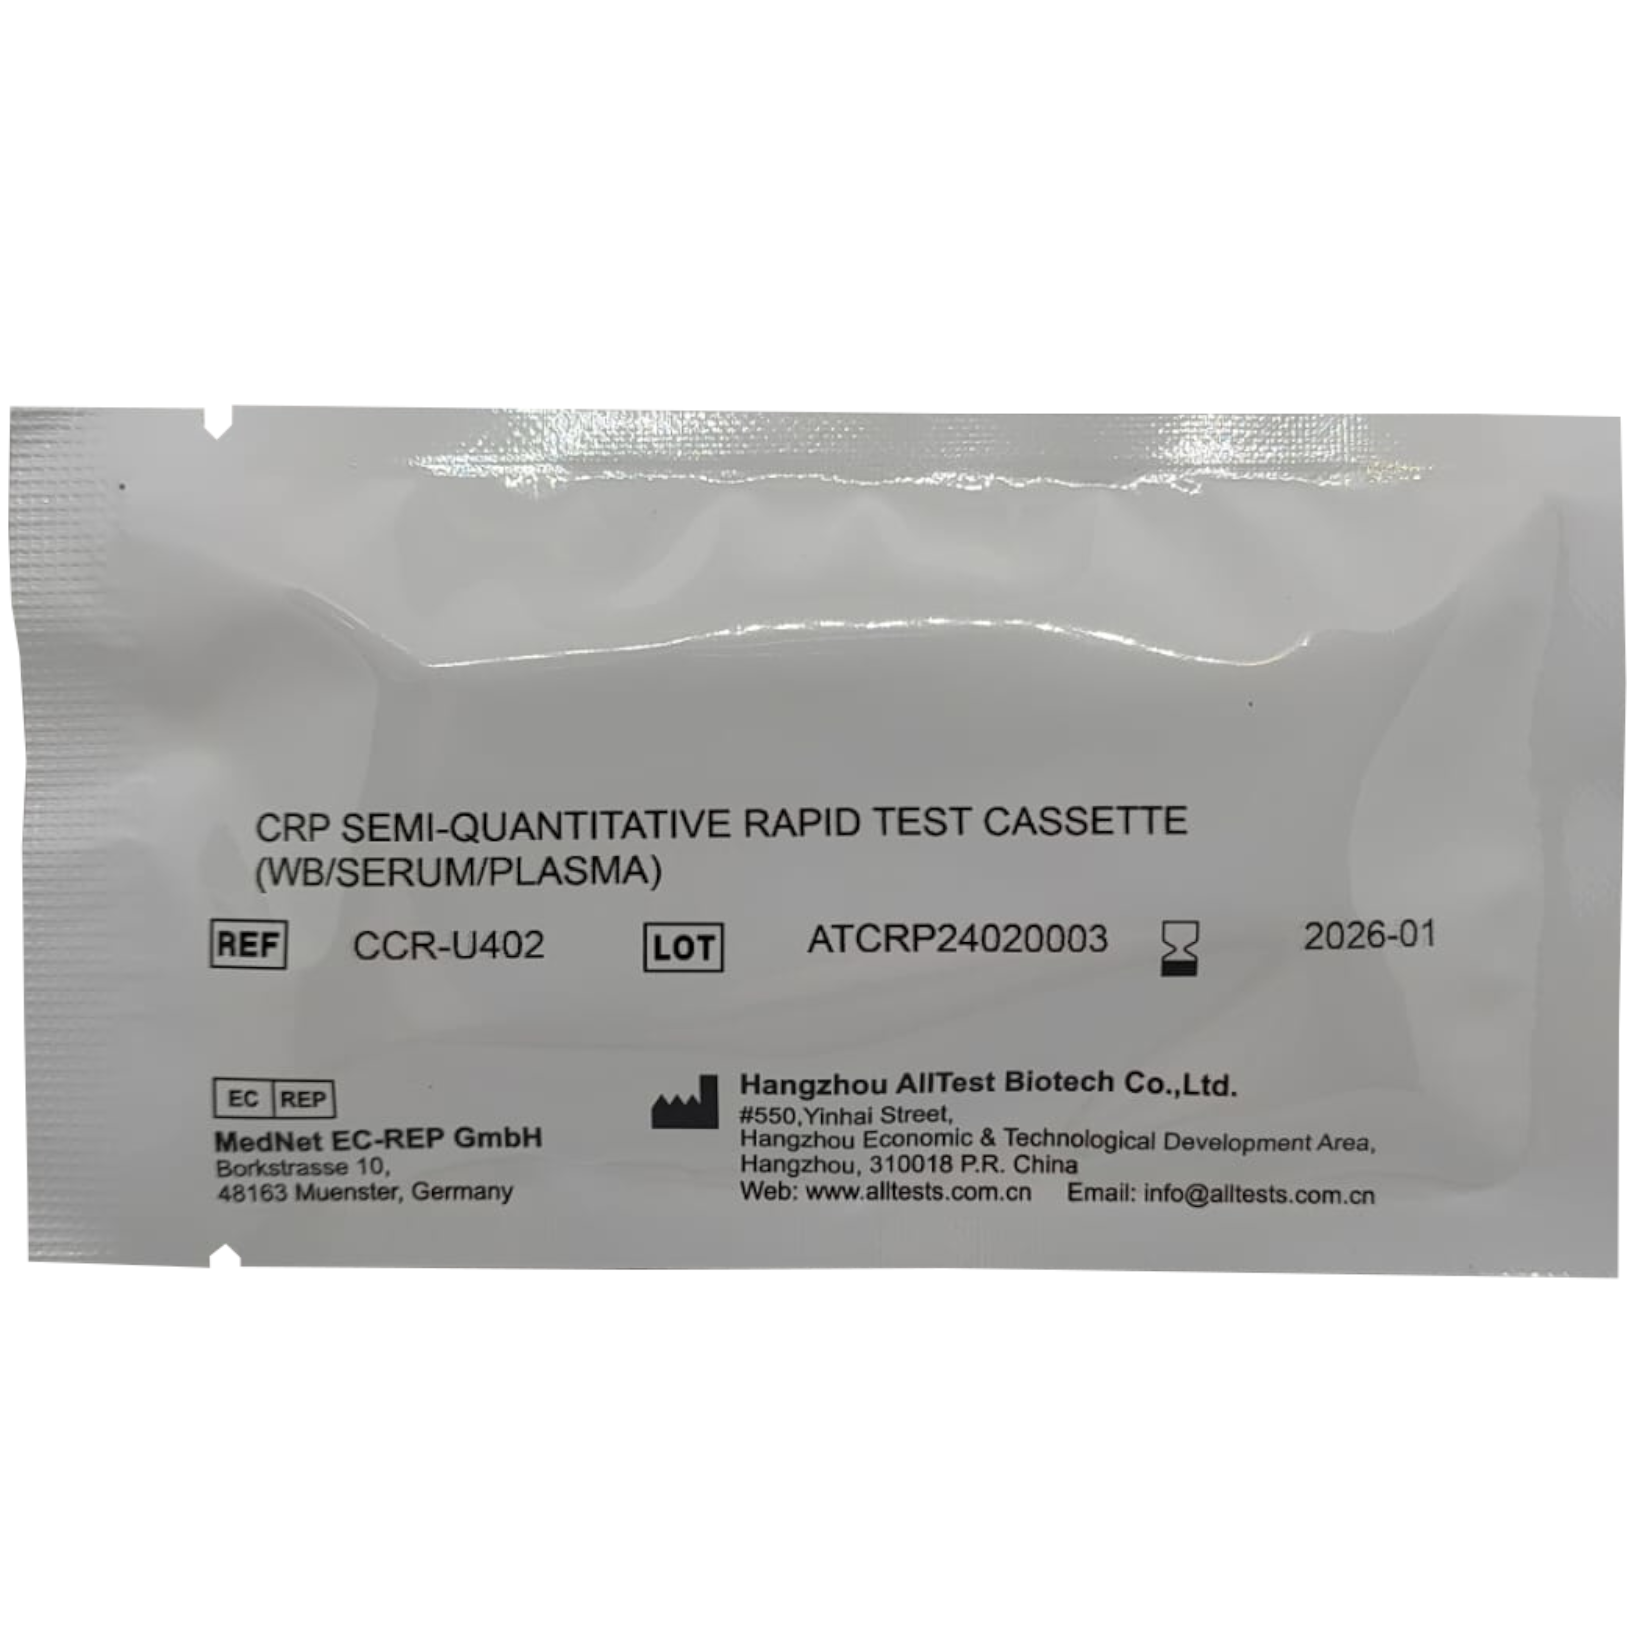 CRP SEMI-QUANTITATIVE RAPID TEST CASSETTE
(WB/SERUM/PLASMA)
REF CCR-U402 LOT ATCRP24020003 2026-01
EC REP
MedNet EC-REP GmbH
Borkstrasse 10,
48163 Muenster, Germany
Hangzhou AllTest Biotech Co.,Ltd.
#550,Yinhai Street,
Hangzhou Economic & Technological Development Area,
Hangzhou, 310018 P.R. China
Web: www.alltests.com.cn Email: info@alltests.com.cn